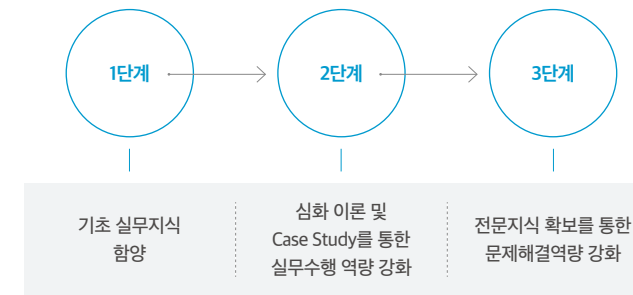 1단계
2단계
3단계
기초 실무지식
함양
심화 이론 및
Case Study를 통한
실무수행 역량 강화
전문지식 확보를 통한
문제해결역량 강화